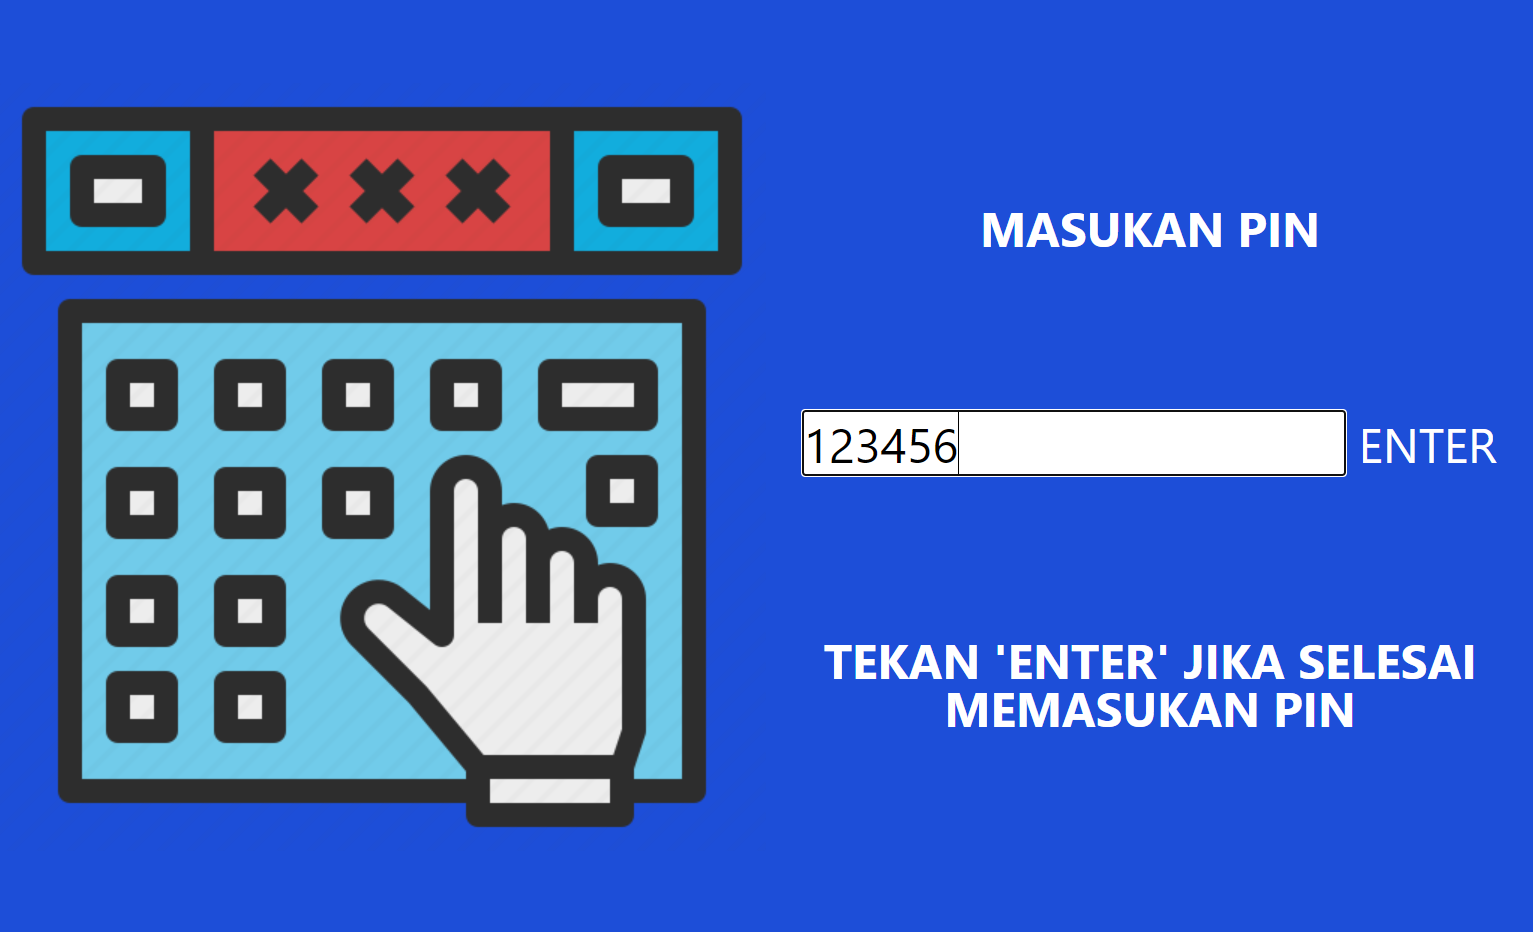 MASUKAN PIN
123456 ENTER
TEKAN 'ENTER' JIKA SELESAI
MEMASUKAN PIN